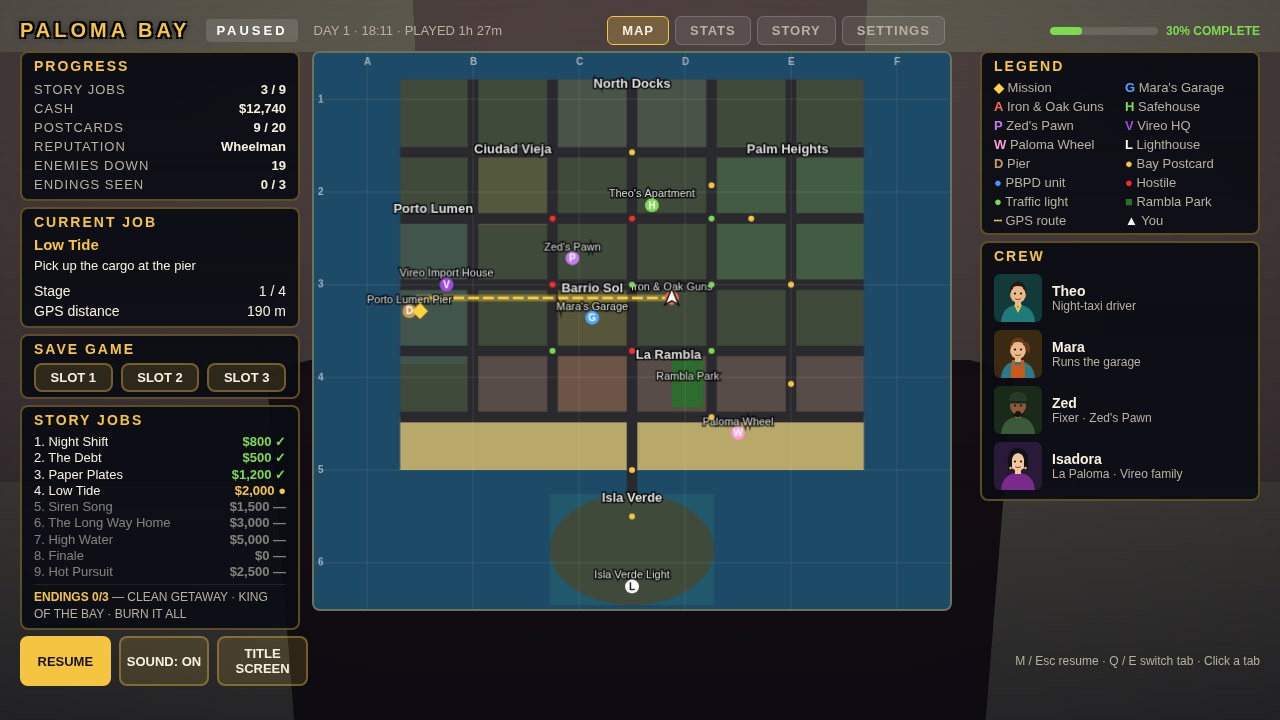 PALOMA BAY
PAUSED
DAY 1 · 18:11 · PLAYED 1h 27m
MAP
STATS
STORY
SETTINGS
30% COMPLETE
PROGRESS
STORY JOBS 3 / 9
CASH $12,740
POSTCARDS 9 / 20
REPUTATION Wheelman
ENEMIES DOWN 19
ENDINGS SEEN 0 / 3
CURRENT JOB
Low Tide
Pick up the cargo at the pier
Stage 1 / 4
GPS distance 190 m
SAVE GAME
SLOT 1 SLOT 2 SLOT 3
STORY JOBS
1. Night Shift $800 ✓
2. The Debt $500 ✓
3. Paper Plates $1,200 ✓
4. Low Tide $2,000 ●
5. Siren Song $1,500 —
6. The Long Way Home $3,000 —
7. High Water $5,000 —
8. Finale $0 —
9. Hot Pursuit $2,500 —
ENDINGS 0/3 — CLEAN GETAWAY · KING
OF THE BAY · BURN IT ALL
RESUME
SOUND: ON
TITLE
SCREEN
A B C D E F
1
North Docks
Ciudad Vieja
Palm Heights
2
Theo's Apartment
H
Porto Lumen
Zed's Pawn
P
Vireo Import House
V
3
Barrio Sol
Iron & Oak Guns
Porto Lumen Pier
D
Mara's Garage
G
La Rambla
4
Rambla Park
Paloma Wheel
W
5
Isla Verde
6
Isla Verde Light
L
LEGEND
◆ Mission
G Mara's Garage
A Iron & Oak Guns
H Safehouse
P Zed's Pawn
V Vireo HQ
W Paloma Wheel
L Lighthouse
D Pier
● Bay Postcard
● PBPD unit
● Hostile
● Traffic light
■ Rambla Park
┅ GPS route
▲ You
CREW
Theo
Night-taxi driver
Mara
Runs the garage
Zed
Fixer · Zed's Pawn
Isadora
La Paloma · Vireo family
M / Esc resume · Q / E switch tab · Click a tab